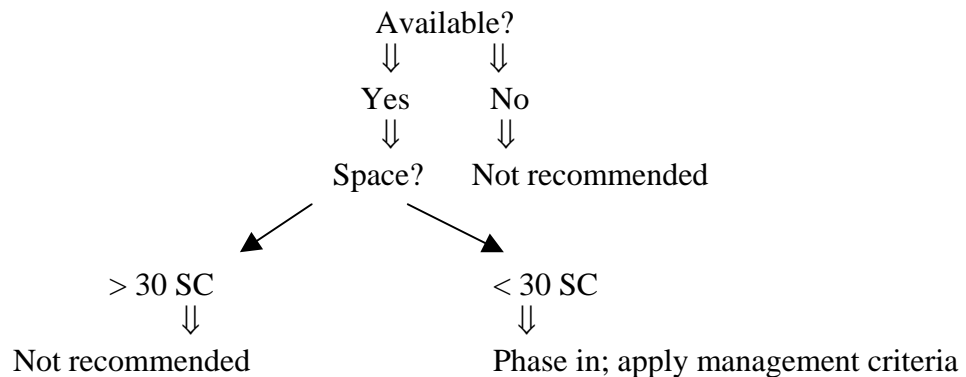 Available?
⇓ ⇓
Yes No
⇓ ⇓
Space? Not recommended
> 30 SC < 30 SC
⇓ ⇓
Not recommended Phase in; apply management criteria